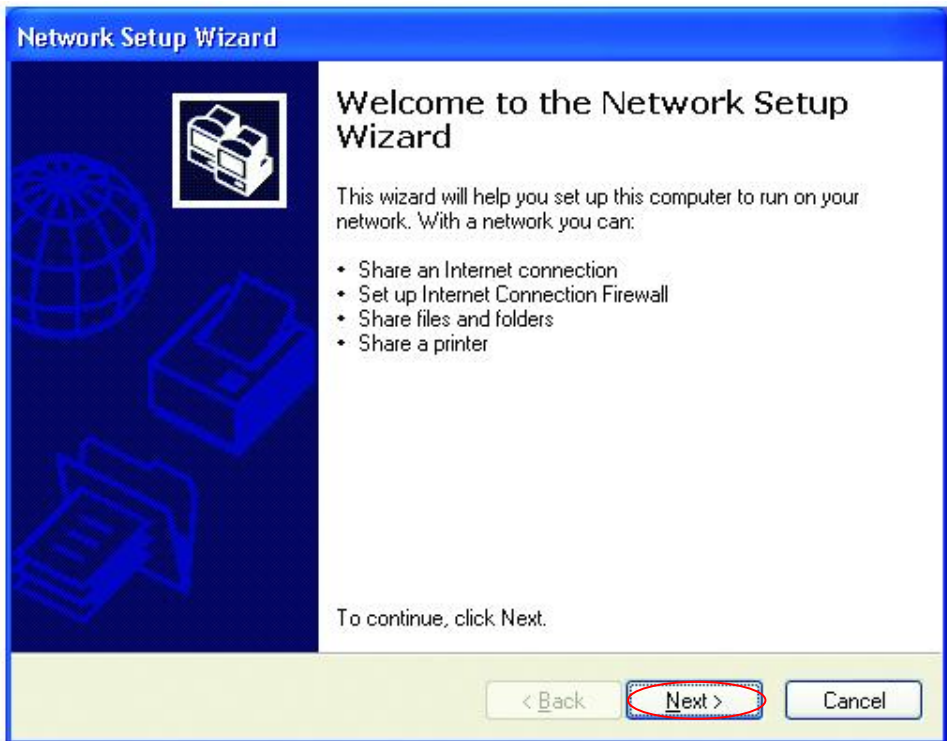 Network Setup Wizard
Welcome to the Network Setup
Wizard
This wizard will help you set up this computer to run on your
network. With a network you can:
• Share an Internet connection
• Set up Internet Connection Firewall
• Share files and folders
• Share a printer
To continue, click Next.
< Back Next > Cancel